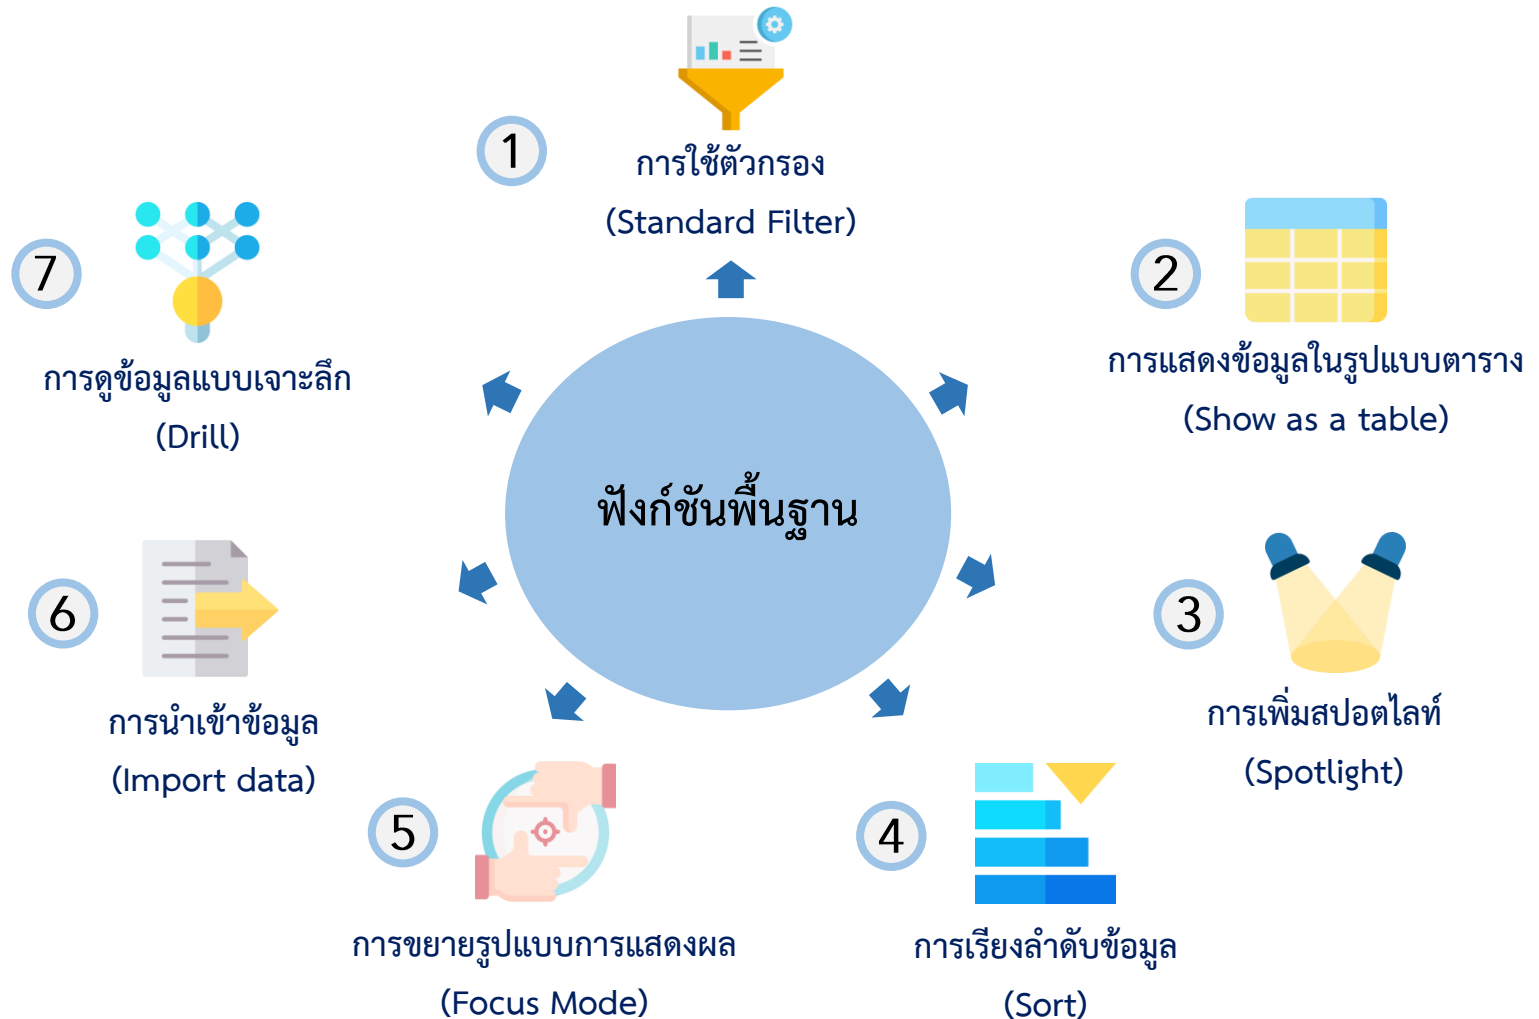 ฟังก์ชันพื้นฐาน
1
การใช้ตัวกรอง
(Standard Filter)
2
การแสดงข้อมูลในรูปแบบตาราง
(Show as a table)
3
การเพิ่มสปอตไลท์
(Spotlight)
4
การเรียงลำดับข้อมูล
(Sort)
5
การขยายรูปแบบการแสดงผล
(Focus Mode)
6
การนำเข้าข้อมูล
(Import data)
7
การดูข้อมูลแบบเจาะลึก
(Drill)